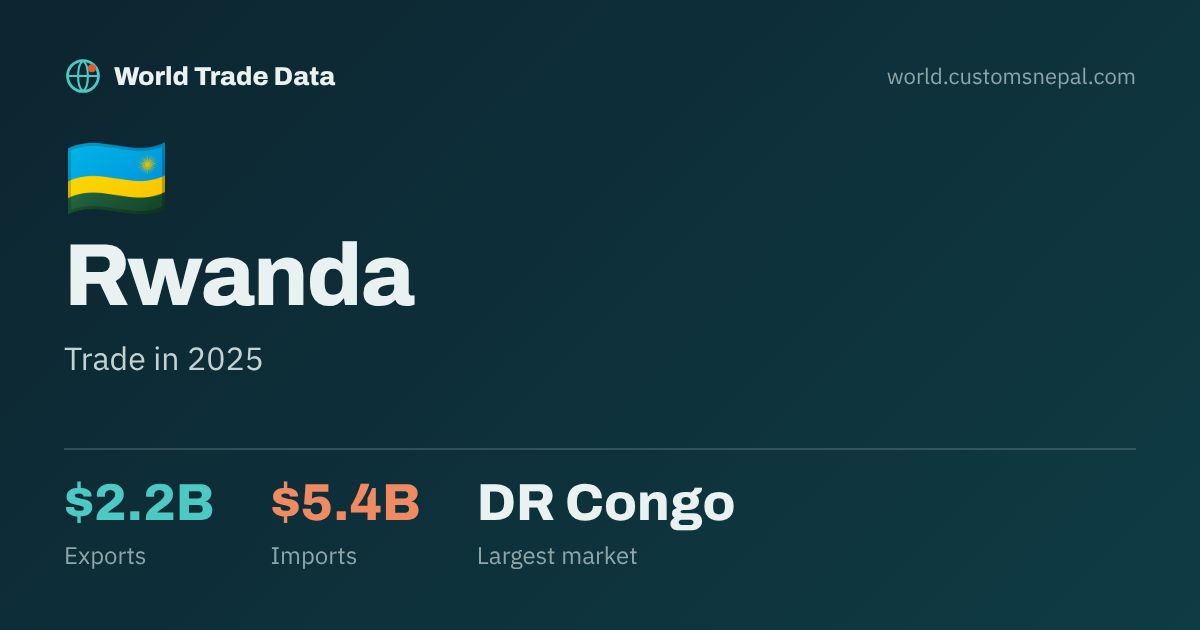 World Trade Data
world.customsnepal.com
Rwanda
Trade in 2025
$2.2B
Exports
$5.4B
Imports
DR Congo
Largest market